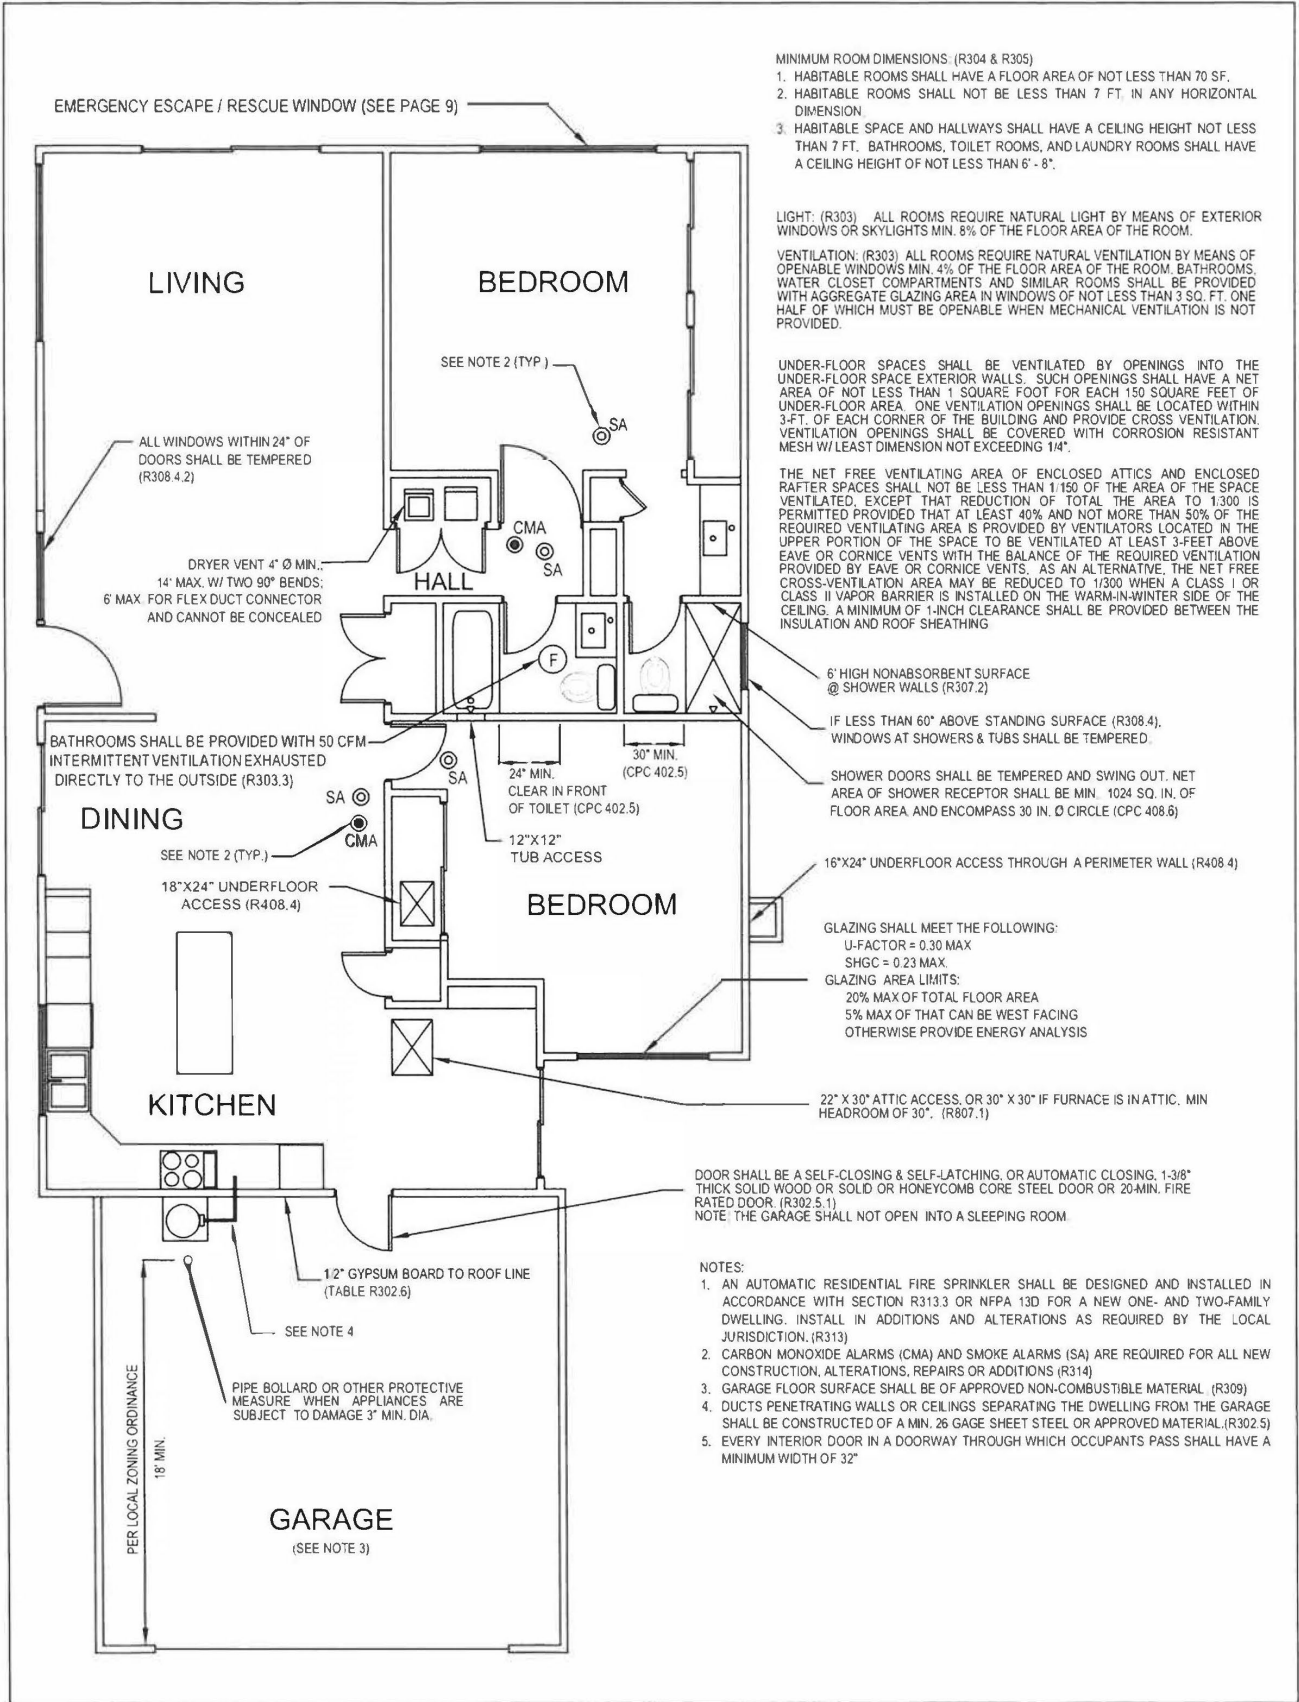 MINIMUM ROOM DIMENSIONS: (R304 & R305)
1. HABITABLE ROOMS SHALL HAVE A FLOOR AREA OF NOT LESS THAN 70 SF.
2. HABITABLE ROOMS SHALL NOT BE LESS THAN 7 FT. IN ANY HORIZONTAL
DIMENSION
3. HABITABLE SPACE AND HALLWAYS SHALL HAVE A CEILING HEIGHT NOT LESS
THAN 7 FT. BATHROOMS, TOILET ROOMS, AND LAUNDRY ROOMS SHALL HAVE
A CEILING HEIGHT OF NOT LESS THAN 6' - 8".
EMERGENCY ESCAPE / RESCUE WINDOW (SEE PAGE 9)
LIGHT: (R303) ALL ROOMS REQUIRE NATURAL LIGHT BY MEANS OF EXTERIOR
WINDOWS OR SKYLIGHTS MIN. 8% OF THE FLOOR AREA OF THE ROOM.
VENTILATION: (R303) ALL ROOMS REQUIRE NATURAL VENTILATION BY MEANS OF
OPENABLE WINDOWS MIN. 4% OF THE FLOOR AREA OF THE ROOM. BATHROOMS,
WATER CLOSET COMPARTMENTS AND SIMILAR ROOMS SHALL BE PROVIDED
WITH AGGREGATE GLAZING AREA IN WINDOWS OF NOT LESS THAN 3 SQ. FT. ONE
HALF OF WHICH MUST BE OPENABLE WHEN MECHANICAL VENTILATION IS NOT
PROVIDED.
UNDER-FLOOR SPACES SHALL BE VENTILATED BY OPENINGS INTO THE
UNDER-FLOOR SPACE EXTERIOR WALLS. SUCH OPENINGS SHALL HAVE A NET
AREA OF NOT LESS THAN 1 SQUARE FOOT FOR EACH 150 SQUARE FEET OF
UNDER-FLOOR AREA. ONE VENTILATION OPENINGS SHALL BE LOCATED WITHIN
3-FT. OF EACH CORNER OF THE BUILDING AND PROVIDE CROSS VENTILATION.
VENTILATION OPENINGS SHALL BE COVERED WITH CORROSION RESISTANT
MESH W/ LEAST DIMENSION NOT EXCEEDING 1/4".
THE NET FREE VENTILATING AREA OF ENCLOSED ATTICS AND ENCLOSED
RAFTER SPACES SHALL NOT BE LESS THAN 1/150 OF THE AREA OF THE SPACE
VENTILATED, EXCEPT THAT REDUCTION OF TOTAL THE AREA TO 1:300 IS
PERMITTED PROVIDED THAT AT LEAST 40% AND NOT MORE THAN 50% OF THE
REQUIRED VENTILATING AREA IS PROVIDED BY VENTILATORS LOCATED IN THE
UPPER PORTION OF THE SPACE TO BE VENTILATED AT LEAST 3-FEET ABOVE
EAVE OR CORNICE VENTS WITH THE BALANCE OF THE REQUIRED VENTILATION
PROVIDED BY EAVE OR CORNICE VENTS. AS AN ALTERNATIVE, THE NET FREE
CROSS-VENTILATION AREA MAY BE REDUCED TO 1/300 WHEN A CLASS I OR
CLASS II VAPOR BARRIER IS INSTALLED ON THE WARM-IN-WINTER SIDE OF THE
CEILING. A MINIMUM OF 1-INCH CLEARANCE SHALL BE PROVIDED BETWEEN THE
INSULATION AND ROOF SHEATHING
LIVING
BEDROOM
SEE NOTE 2 (TYP.)
SA
ALL WINDOWS WITHIN 24" OF
DOORS SHALL BE TEMPERED
(R308.4.2)
CMA
SA
DRYER VENT 4" Ø MIN.,
14' MAX. W/ TWO 90° BENDS;
6' MAX. FOR FLEX DUCT CONNECTOR
AND CANNOT BE CONCEALED
HALL
F
6' HIGH NONABSORBENT SURFACE
@ SHOWER WALLS (R307.2)
IF LESS THAN 60" ABOVE STANDING SURFACE (R308.4),
WINDOWS AT SHOWERS & TUBS SHALL BE TEMPERED
SHOWER DOORS SHALL BE TEMPERED AND SWING OUT. NET
AREA OF SHOWER RECEPTOR SHALL BE MIN. 1024 SQ. IN. OF
FLOOR AREA AND ENCOMPASS 30 IN. Ø CIRCLE (CPC 408.6)
BATHROOMS SHALL BE PROVIDED WITH 50 CFM
INTERMITTENT VENTILATION EXHAUSTED
DIRECTLY TO THE OUTSIDE (R303.3)
SA
24" MIN.
CLEAR IN FRONT
OF TOILET (CPC 402.5)
30" MIN.
(CPC 402.5)
SA
CMA
DINING
SEE NOTE 2 (TYP.)
12"X12"
TUB ACCESS
16"X24" UNDERFLOOR ACCESS THROUGH A PERIMETER WALL (R408.4)
18"X24" UNDERFLOOR
ACCESS (R408.4)
BEDROOM
GLAZING SHALL MEET THE FOLLOWING:
U-FACTOR = 0.30 MAX
SHGC = 0.23 MAX.
GLAZING AREA LIMITS:
20% MAX OF TOTAL FLOOR AREA
5% MAX OF THAT CAN BE WEST FACING
OTHERWISE PROVIDE ENERGY ANALYSIS
KITCHEN
22" X 30" ATTIC ACCESS, OR 30" X 30" IF FURNACE IS IN ATTIC. MIN
HEADROOM OF 30". (R807.1)
DOOR SHALL BE A SELF-CLOSING & SELF-LATCHING, OR AUTOMATIC CLOSING, 1-3/8"
THICK SOLID WOOD OR SOLID OR HONEYCOMB CORE STEEL DOOR OR 20-MIN. FIRE
RATED DOOR. (R302.5.1)
NOTE: THE GARAGE SHALL NOT OPEN INTO A SLEEPING ROOM
1/2" GYPSUM BOARD TO ROOF LINE
(TABLE R302.6)
SEE NOTE 4
PIPE BOLLARD OR OTHER PROTECTIVE
MEASURE WHEN APPLIANCES ARE
SUBJECT TO DAMAGE 3" MIN. DIA.
PER LOCAL ZONING ORDINANCE
18' MIN.
GARAGE
(SEE NOTE 3)
NOTES:
1. AN AUTOMATIC RESIDENTIAL FIRE SPRINKLER SHALL BE DESIGNED AND INSTALLED IN
ACCORDANCE WITH SECTION R313.3 OR NFPA 13D FOR A NEW ONE- AND TWO-FAMILY
DWELLING. INSTALL IN ADDITIONS AND ALTERATIONS AS REQUIRED BY THE LOCAL
JURISDICTION. (R313)
2. CARBON MONOXIDE ALARMS (CMA) AND SMOKE ALARMS (SA) ARE REQUIRED FOR ALL NEW
CONSTRUCTION, ALTERATIONS, REPAIRS OR ADDITIONS (R314)
3. GARAGE FLOOR SURFACE SHALL BE OF APPROVED NON-COMBUSTIBLE MATERIAL (R309)
4. DUCTS PENETRATING WALLS OR CEILINGS SEPARATING THE DWELLING FROM THE GARAGE
SHALL BE CONSTRUCTED OF A MIN. 26 GAGE SHEET STEEL OR APPROVED MATERIAL.(R302.5)
5. EVERY INTERIOR DOOR IN A DOORWAY THROUGH WHICH OCCUPANTS PASS SHALL HAVE A
MINIMUM WIDTH OF 32"